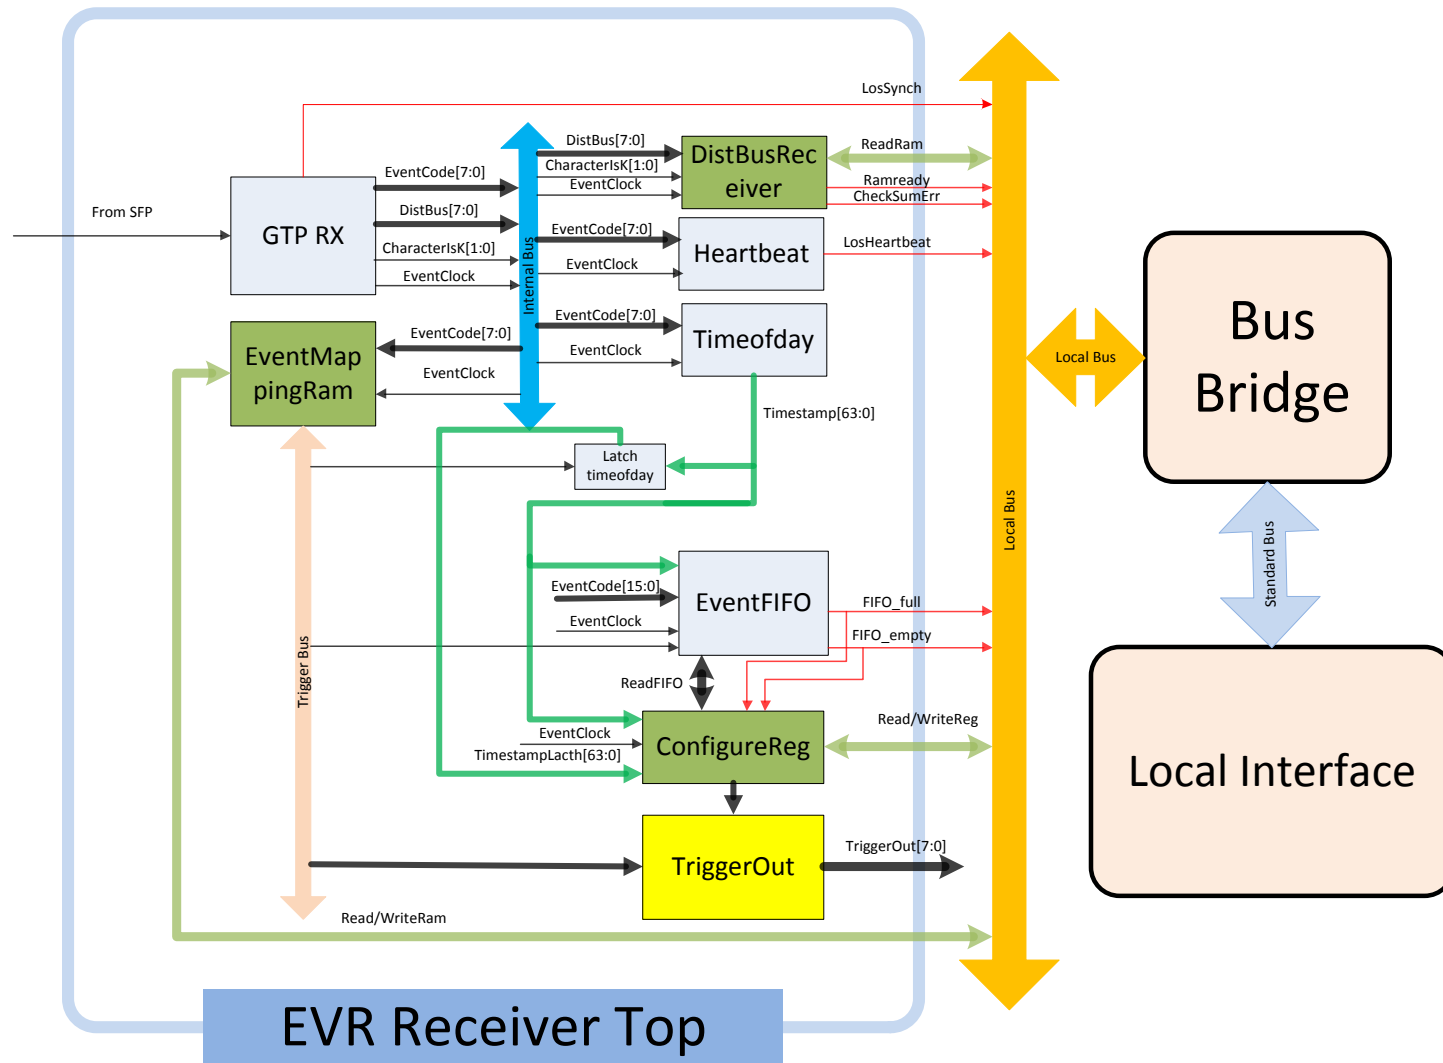 LosSynch
DistBus[7:0]
CharacterIsK[1:0]
EventClock
DistBusRec
eiver
ReadRam
Ramready
CheckSumErr
From SFP
GTP RX
EventCode[7:0]
DistBus[7:0]
CharacterIsK[1:0]
EventClock
Internal Bus
EventCode[7:0]
EventClock
Heartbeat
LosHeartbeat
EventCode[7:0]
EventClock
Timeofday
EventMap
pingRam
EventCode[7:0]
EventClock
Timestamp[63:0]
Latch
timeofday
Local Bus
Local Bus
Bus
Bridge
Standard Bus
Local Interface
Trigger Bus
EventCode[15:0]
EventClock
EventFIFO
FIFO_full
FIFO_empty
ReadFIFO
EventClock
TimestampLacth[63:0]
ConfigureReg
Read/WriteReg
TriggerOut
TriggerOut[7:0]
Read/WriteRam
EVR Receiver Top